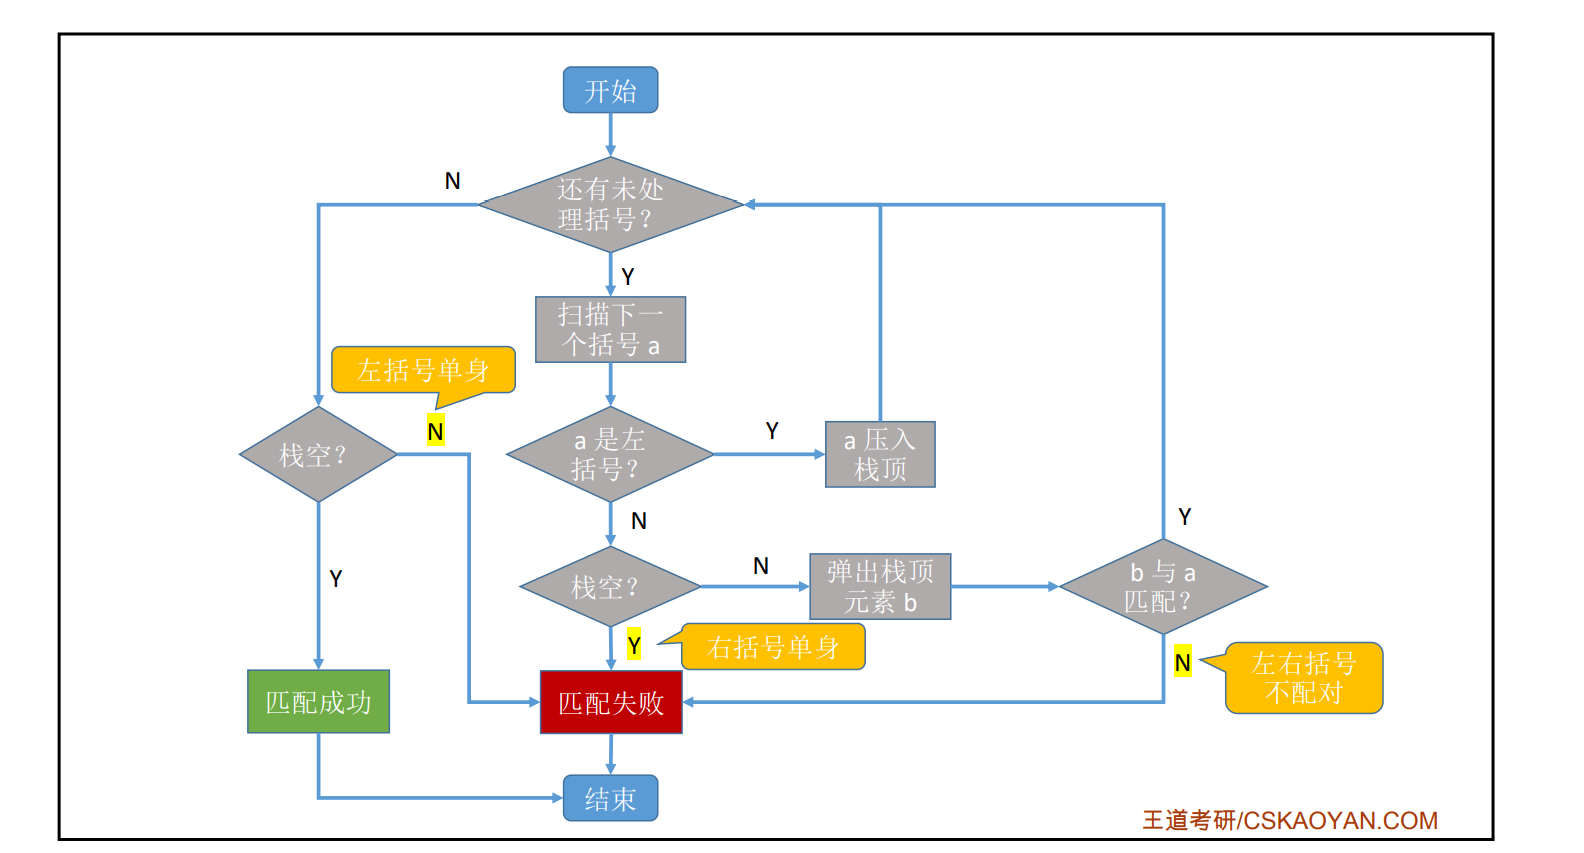 开始
N
还有未处
理括号？
Y
扫描下一
个括号 a
左括号单身
N
栈空？
a 是左
括号？
Y
a 压入
栈顶
N
Y
Y
栈空？
N
弹出栈顶
元素 b
b 与 a
匹配？
Y
右括号单身
N
左右括号
不配对
匹配成功
匹配失败
结束
王道考研/CSKAOYAN.COM